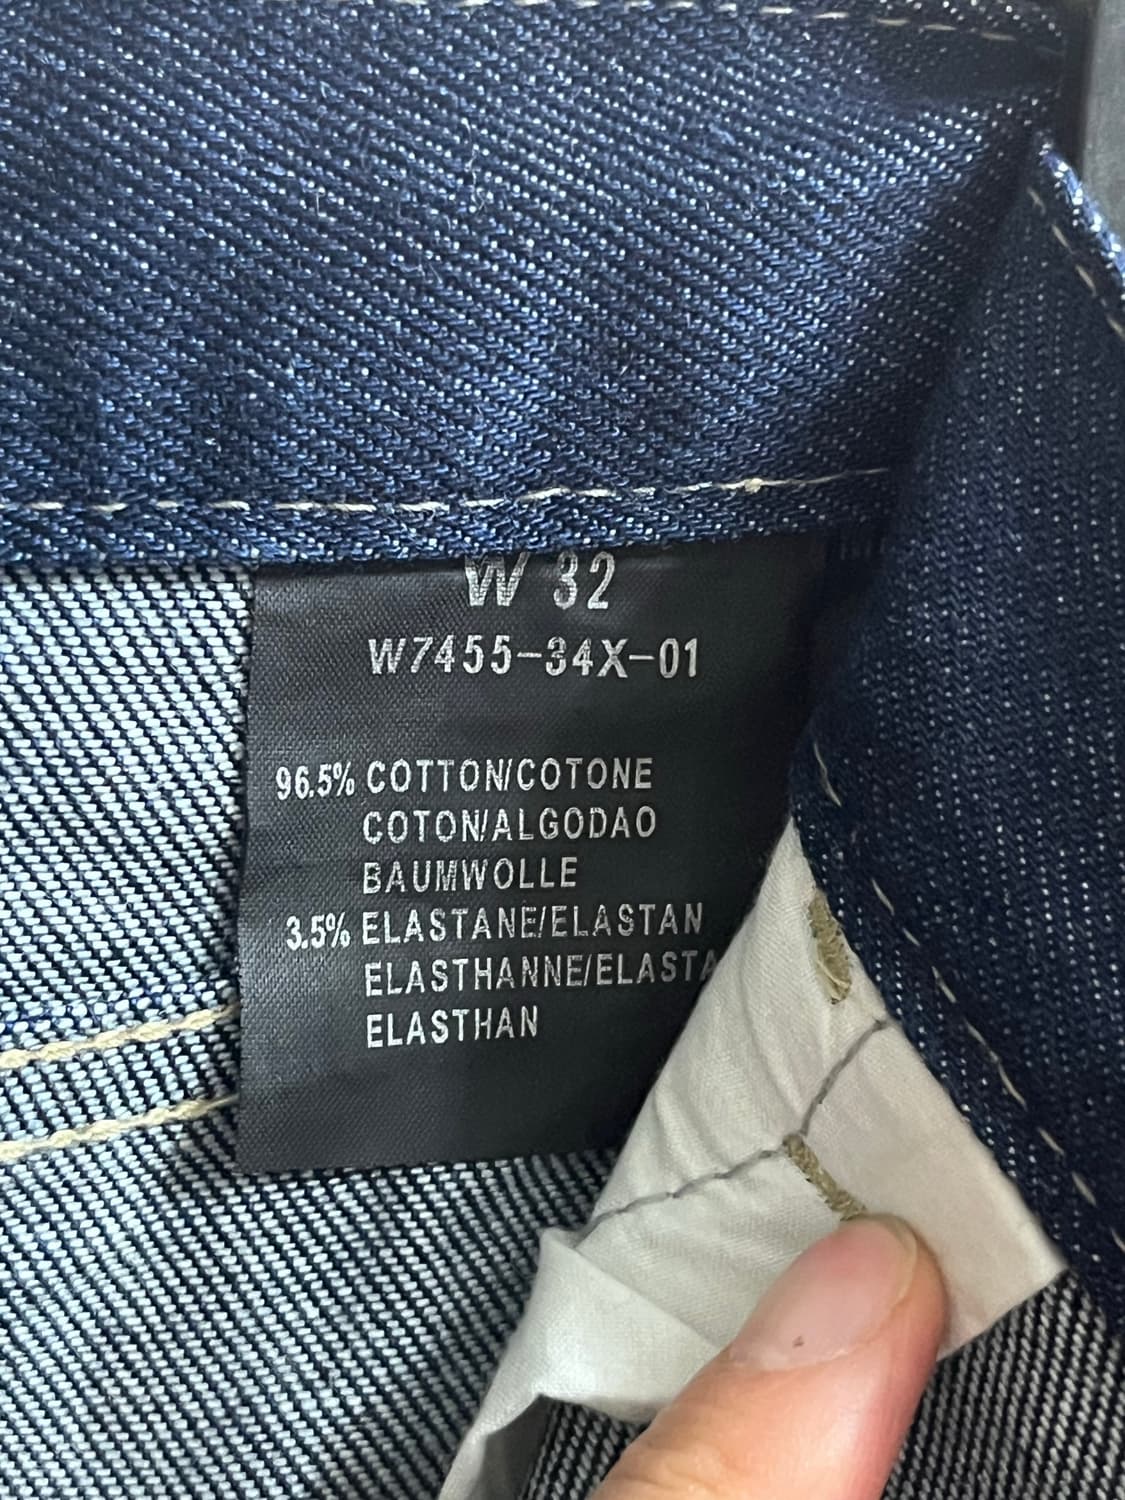 W 32
W7455-34X-01
96.5% COTTON/COTONE
COTON/ALGODAO
BAUMWOLLE
3.5% ELASTANE/ELASTAN
ELASTHANNE/ELASTA
ELASTHAN